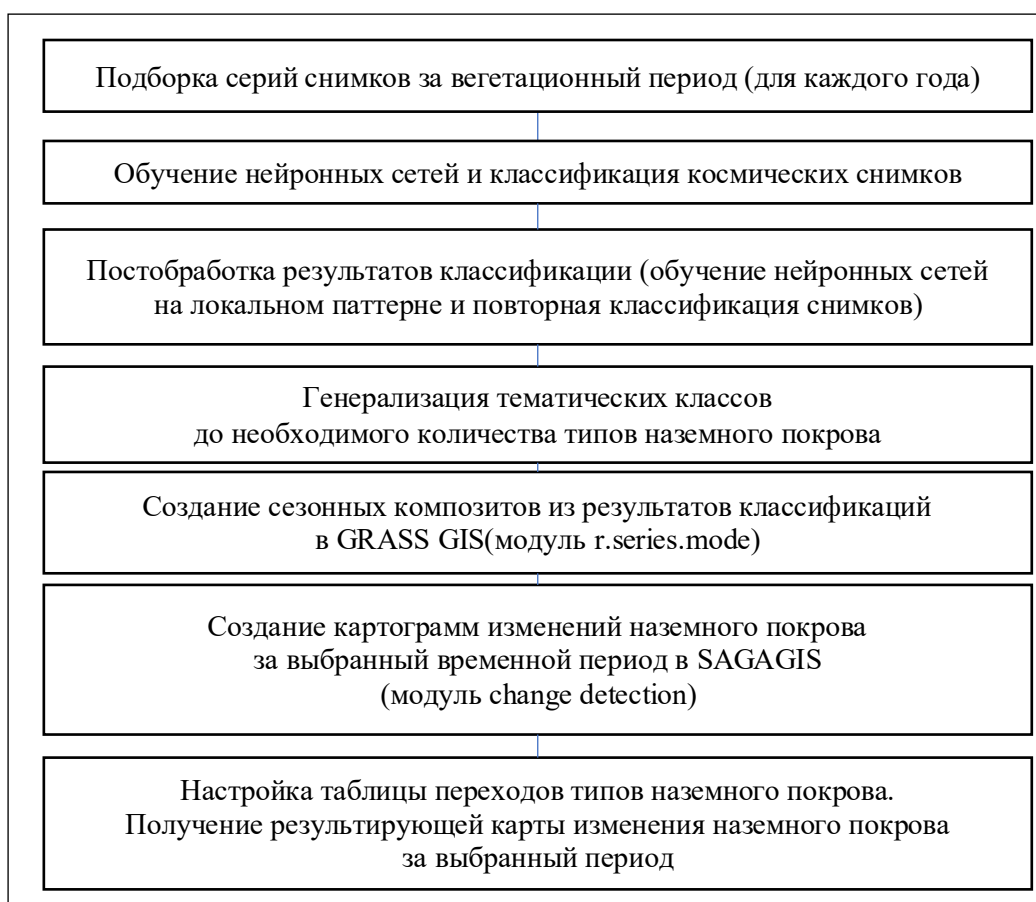 Подборка серий снимков за вегетационный период (для каждого года)
Обучение нейронных сетей и классификация космических снимков
Постобработка результатов классификации (обучение нейронных сетей
на локальном паттерне и повторная классификация снимков)
Генерализация тематических классов
до необходимого количества типов наземного покрова
Создание сезонных композитов из результатов классификаций
в GRASS GIS(модуль r.series.mode)
Создание картограмм изменений наземного покрова
за выбранный временной период в SAGAGIS
(модуль change detection)
Настройка таблицы переходов типов наземного покрова.
Получение результирующей карты изменения наземного покрова
за выбранный период